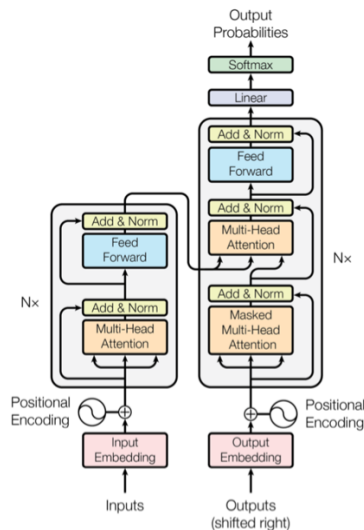 Output
Probabilities
Softmax
Linear
Add & Norm
Feed
Forward
Add & Norm
Multi-Head
Attention
Add & Norm
Masked
Multi-Head
Attention
Nx
Add & Norm
Feed
Forward
Add & Norm
Multi-Head
Attention
Nx
Positional
Encoding
Positional
Encoding
Input
Embedding
Output
Embedding
Inputs
Outputs
(shifted right)